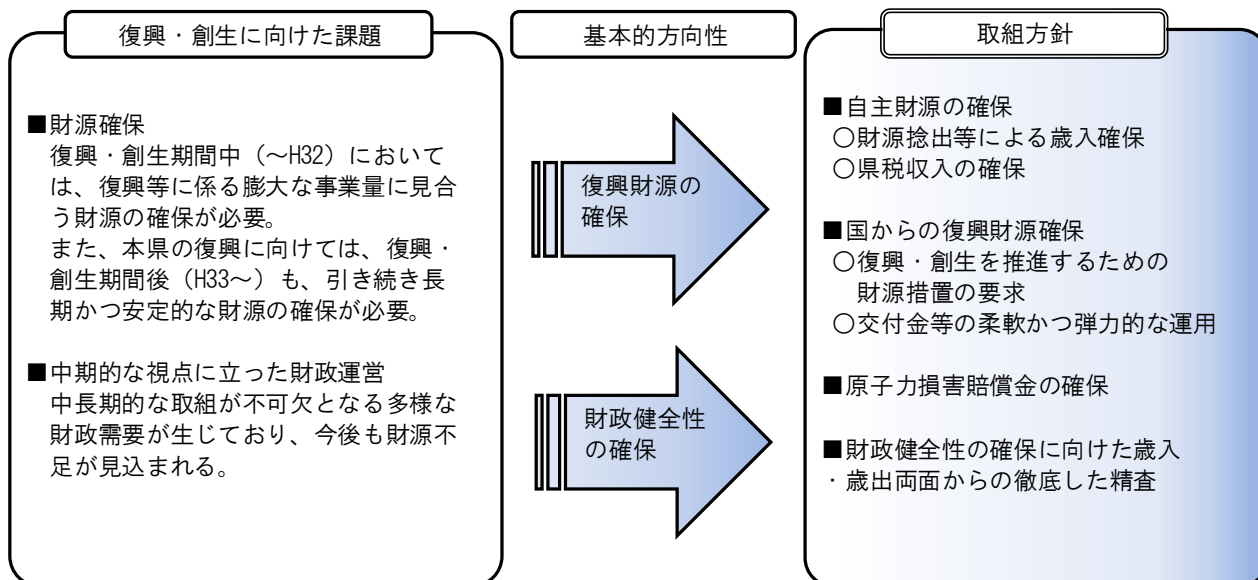 復興・創生に向けた課題
■財源確保
復興・創生期間中（～H32）において
は、復興等に係る膨大な事業量に見合
う財源の確保が必要。
また、本県の復興に向けては、復興・
創生期間後（H33～）も、引き続き長
期かつ安定的な財源の確保が必要。
■中期的な視点に立った財政運営
中長期的な取組が不可欠となる多様な
財政需要が生じており、今後も財源不
足が見込まれる。
基本的方向性
復興財源の
確保
財政健全性
の確保
取組方針
■自主財源の確保
○財源捻出等による歳入確保
○県税収入の確保
■国からの復興財源確保
○復興・創生を推進するための
財源措置の要求
○交付金等の柔軟かつ弾力的な運用
■原子力損害賠償金の確保
■財政健全性の確保に向けた歳入
・歳出両面からの徹底した精査